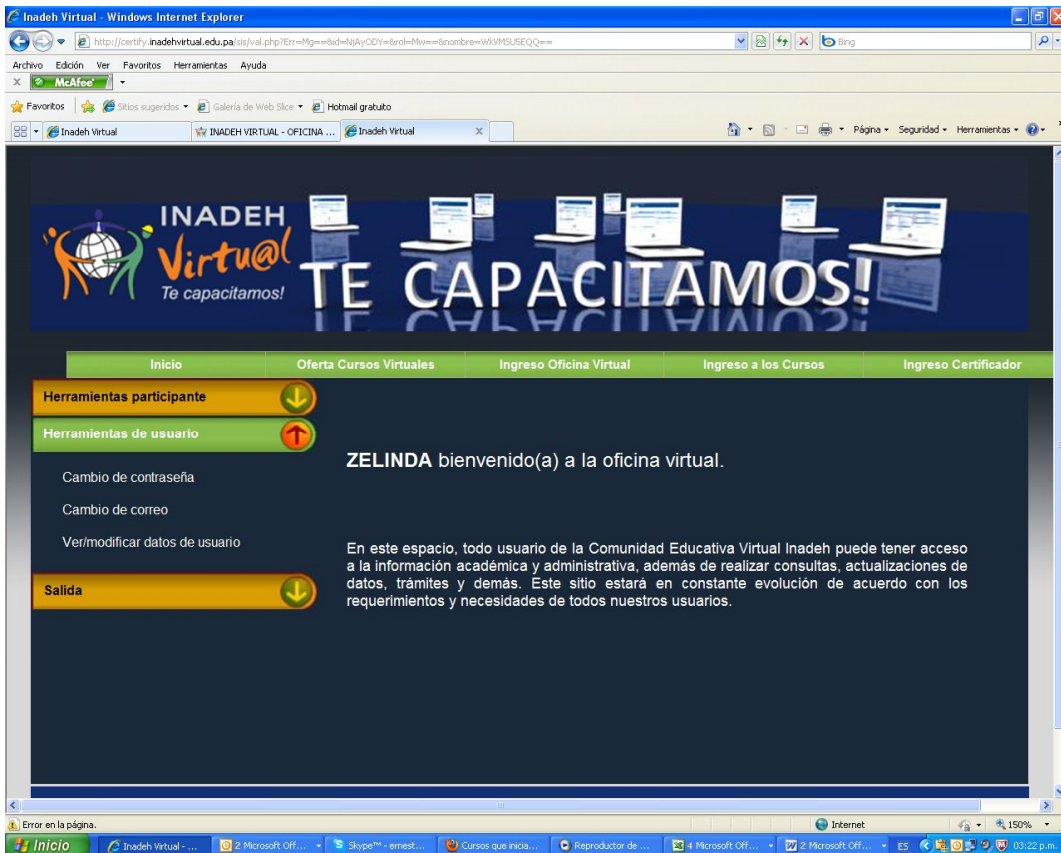 Inadeh Virtual - Windows Internet Explorer
http://certify.inadehvirtual.edu.pa/sis/val.php?Err=Mg==&id=NjAyODY=&rol=Mw==&nombre=WkVMSU5EQQ==
Bing
Archivo Edición Ver Favoritos Herramientas Ayuda
X McAfee
Favoritos Sitios sugeridos Galería de Web Slice Hotmail gratuito
Inadeh Virtual INADEH VIRTUAL - OFICINA ... Inadeh Virtual X Página Seguridad Herramientas
INADEH
Virtu@l
Te capacitamos!
TE CAPACITAMOS!
Inicio Oferta Cursos Virtuales Ingreso Oficina Virtual Ingreso a los Cursos Ingreso Certificador
Herramientas participante
Herramientas de usuario
Cambio de contraseña
Cambio de correo
Ver/modificar datos de usuario
Salida
ZELINDA bienvenido(a) a la oficina virtual.
En este espacio, todo usuario de la Comunidad Educativa Virtual Inadeh puede tener acceso
a la información académica y administrativa, además de realizar consultas, actualizaciones de
datos, trámites y demás. Este sitio estará en constante evolución de acuerdo con los
requerimientos y necesidades de todos nuestros usuarios.
Error en la página. Internet 150%
Inicio Inadeh Virtual - ... 2 Microsoft Off... Skype™ - ernest... Cursos que inicia... Reproductor de ... 4 Microsoft Off... 2 Microsoft Off... ES 03:22 p.m.